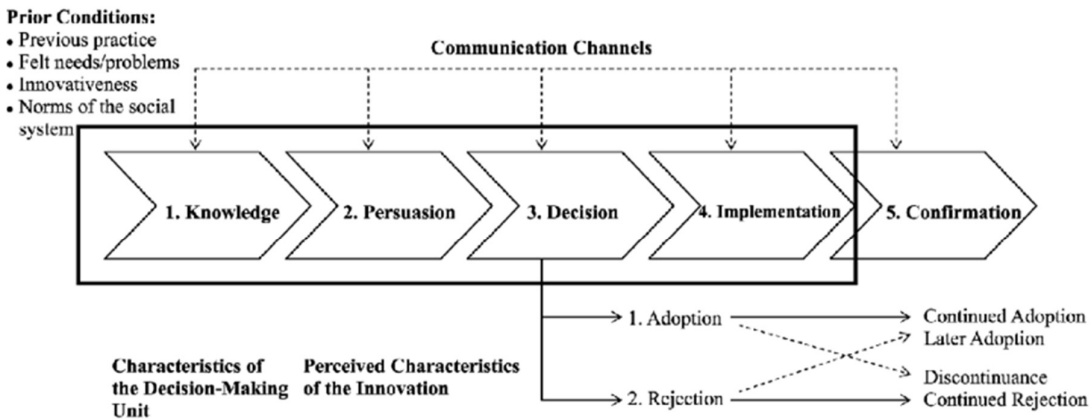 Prior Conditions:
• Previous practice
• Felt needs/problems
• Innovativeness
• Norms of the social
system
Communication Channels
1. Knowledge
2. Persuasion
3. Decision
4. Implementation
5. Confirmation
1. Adoption
Continued Adoption
Later Adoption
Discontinuance
2. Rejection
Continued Rejection
Characteristics of
the Decision-Making
Unit
Perceived Characteristics
of the Innovation